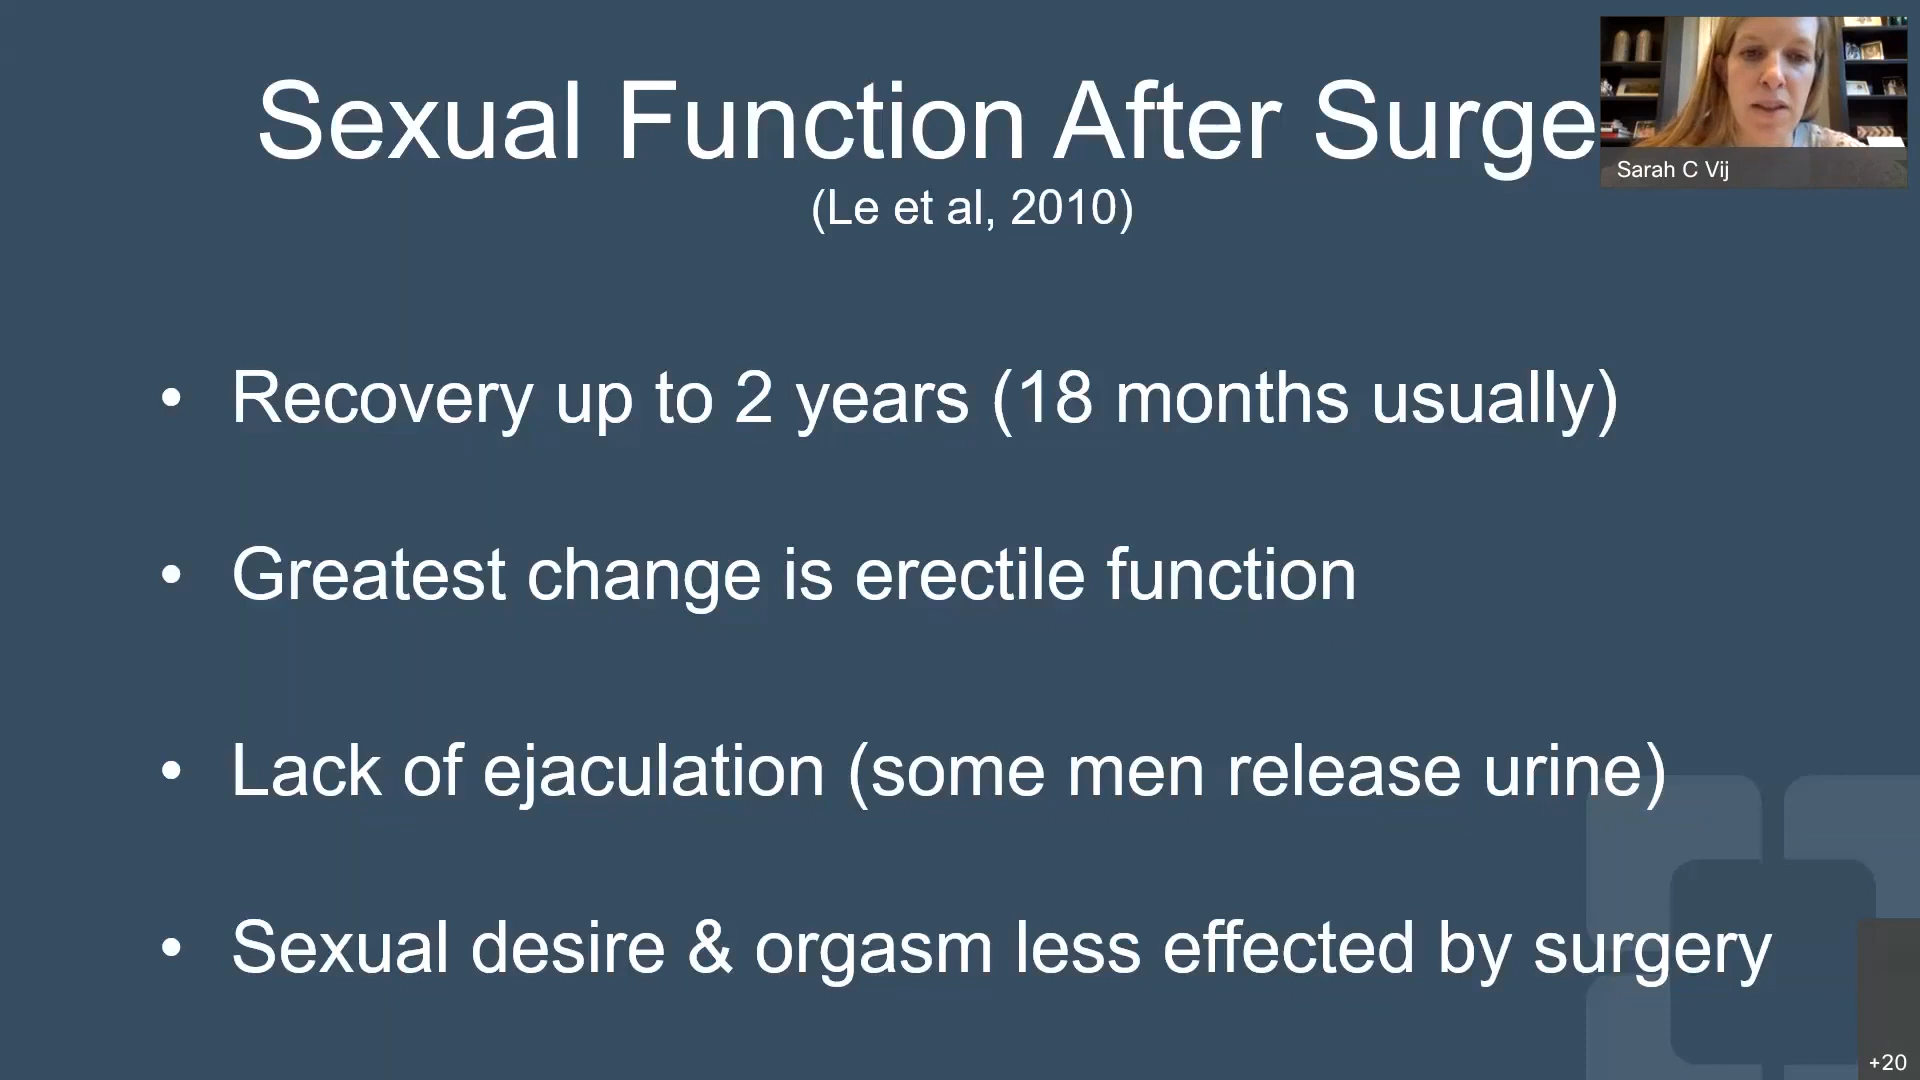 Sexual Function After Surge
(Le et al, 2010)
Sarah C Vij
• Recovery up to 2 years (18 months usually)
• Greatest change is erectile function
• Lack of ejaculation (some men release urine)
• Sexual desire & orgasm less effected by surgery
+20